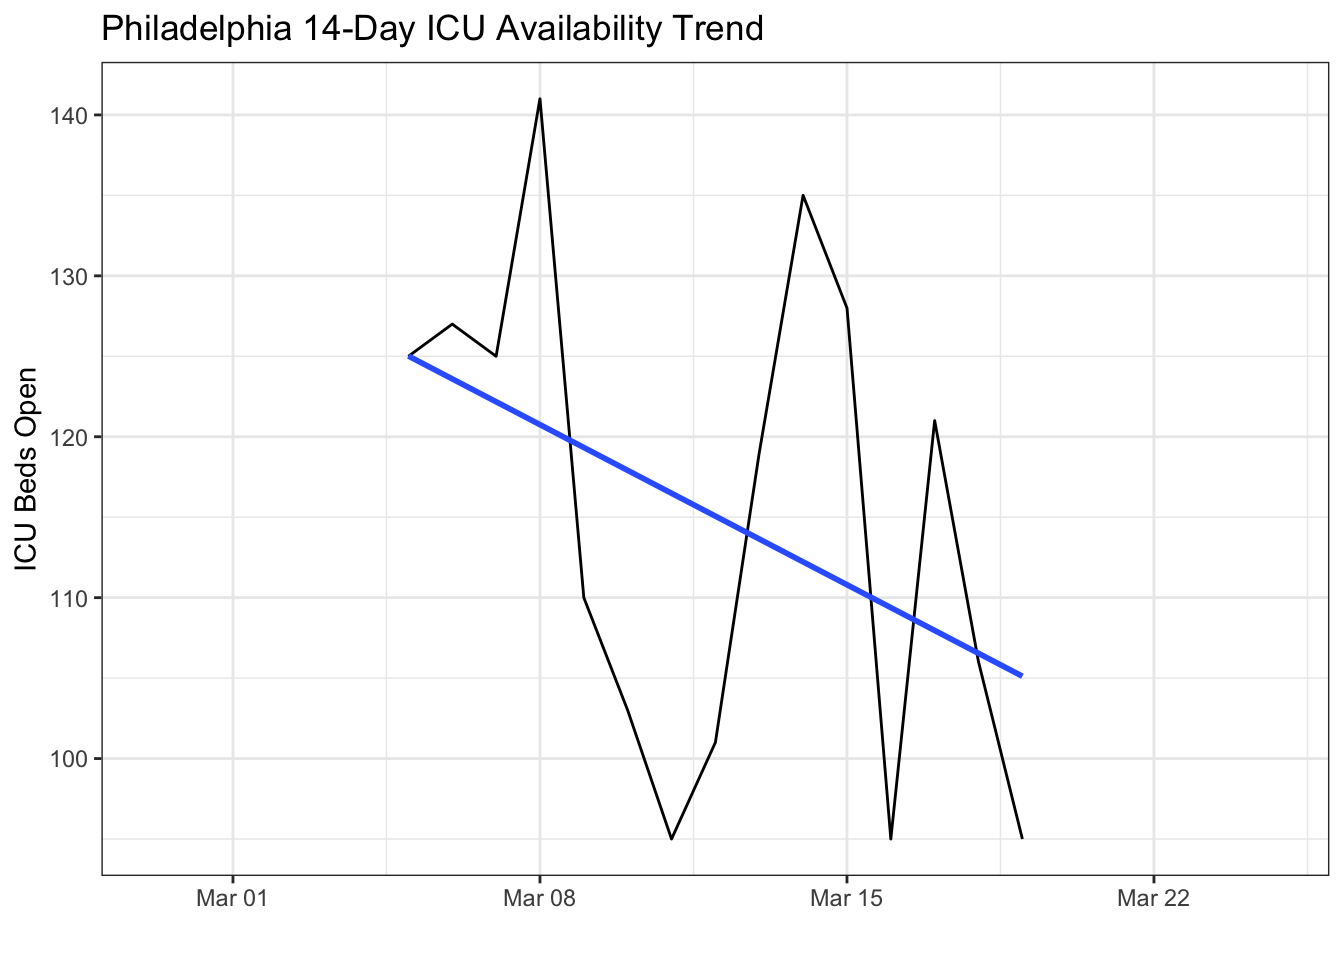 Philadelphia 14-Day ICU Availability Trend
140
130
120
110
100
ICU Beds Open
Mar 01
Mar 08
Mar 15
Mar 22